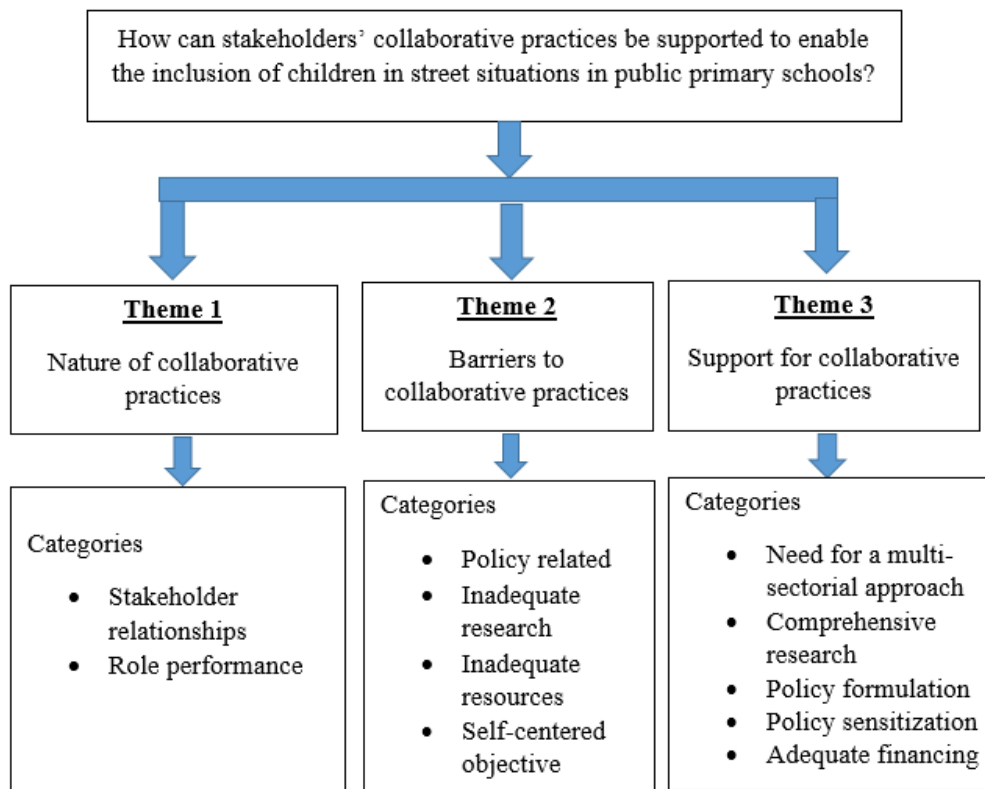 How can stakeholders’ collaborative practices be supported to enable
the inclusion of children in street situations in public primary schools?
Theme 1
Nature of collaborative
practices
Theme 2
Barriers to
collaborative practices
Theme 3
Support for collaborative
practices
Categories
• Stakeholder
relationships
• Role performance
Categories
• Policy related
• Inadequate
research
• Inadequate
resources
• Self-centered
objective
Categories
• Need for a multi-
sectorial approach
• Comprehensive
research
• Policy formulation
• Policy sensitization
• Adequate financing